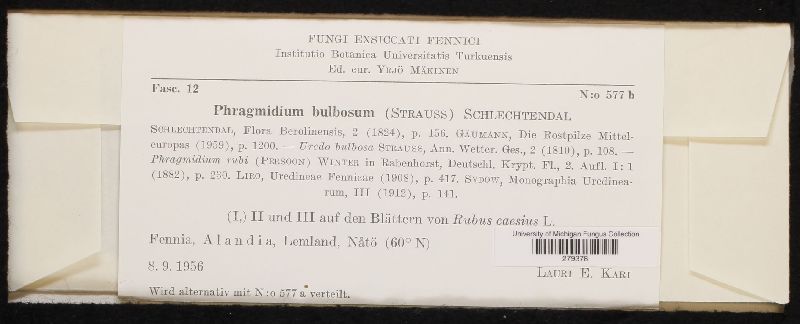 FUNGI EXSICCATI FENNICI
Institutio Botanica Universitatis Turkuensis
Ed. cur. YRJÖ MÄKINEN
Fasc. 12
N:o 577 b
Phragmidium bulbosum (STRAUSS) SCHLECHTENDAL
SCHLECHTENDAL, Flora Berolinensis, 2 (1824), p. 156. GÄUMANN, Die Rostpilze Mittel-
europas (1959), p. 1200. — Uredo bulbosa STRAUSS, Ann. Wetter. Ges., 2 (1810), p. 108. —
Phragmidium rubi (PERSOON) WINTER in Rabenhorst, Deutschl. Krypt. Fl., 2. Aufl. I: 1
(1882), p. 230. LIRO, Uredineae Fennicae (1908), p. 417. SYDOW, Monographia Uredinea-
rum, III (1912), p. 141.
(I,) II und III auf den Blättern von Rubus caesius L.
Fennia, Alandia, Lemland, Nåtö (60° N)
University of Michigan Fungus Collection
279376
8. 9. 1956
LAURI E. KARI
Wird alternativ mit N:o 577 a verteilt.